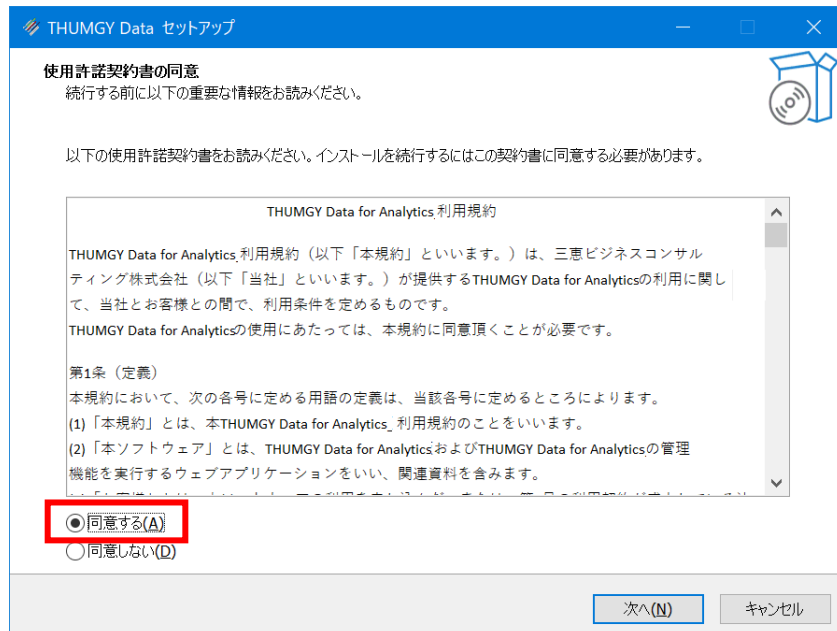 THUMGY Data セットアップ
使用許諾契約書の同意
続行する前に以下の重要な情報をお読みください。
以下の使用許諾契約書をお読みください。インストールを続行するにはこの契約書に同意する必要があります。
THUMGY Data for Analytics 利用規約
THUMGY Data for Analytics 利用規約（以下「本規約」といいます。）は、三恵ビジネスコンサル
ティング株式会社（以下「当社」といいます。）が提供するTHUMGY Data for Analyticsの利用に関し
て、当社とお客様との間で、利用条件を定めるものです。
THUMGY Data for Analyticsの使用にあたっては、本規約に同意頂くことが必要です。
第1条（定義）
本規約において、次の各号に定める用語の定義は、当該各号に定めるところによります。
(1)「本規約」とは、本THUMGY Data for Analytics_ 利用規約のことをいいます。
(2)「本ソフトウェア」とは、THUMGY Data for AnalyticsおよびTHUMGY Data for Analyticsの管理
機能を実行するウェブアプリケーションをいい、関連資料を含みます。
同意する(A)
同意しない(D)
次へ(N)
キャンセル